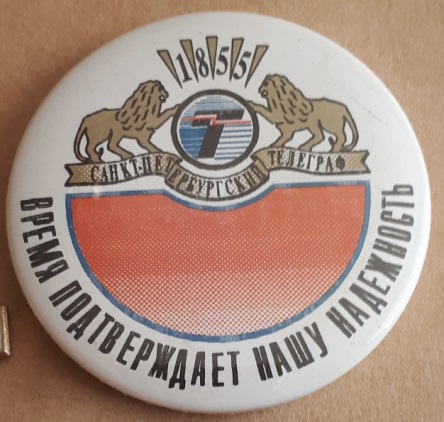 1855
САНКТ-ПЕТЕРБУРГСКИЙ ТЕЛЕГРАФ
ВРЕМЯ ПОДТВЕРЖДАЕТ НАШУ НАДЕЖНОСТЬ